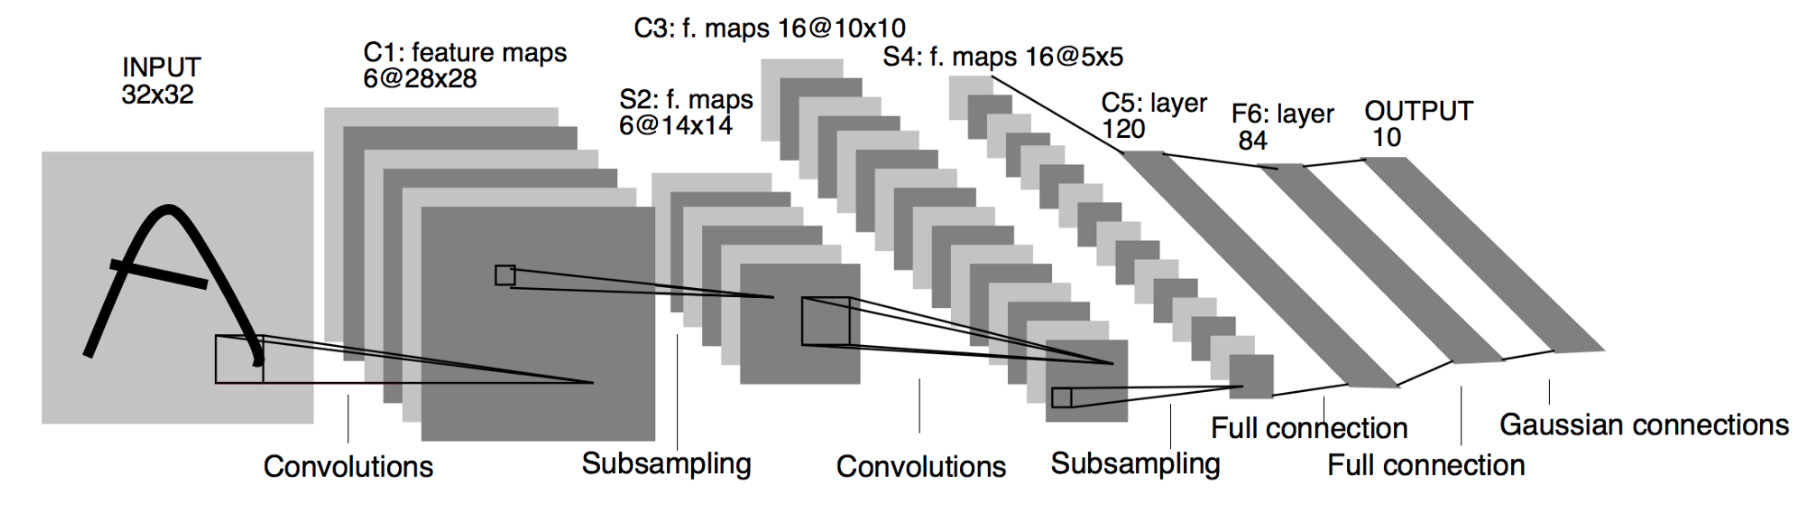 INPUT
32x32
C1: feature maps
6@28x28
S2: f. maps
6@14x14
C3: f. maps 16@10x10
S4: f. maps 16@5x5
C5: layer
120
F6: layer
84
OUTPUT
10
Convolutions
Subsampling
Convolutions
Subsampling
Full connection
Full connection
Gaussian connections